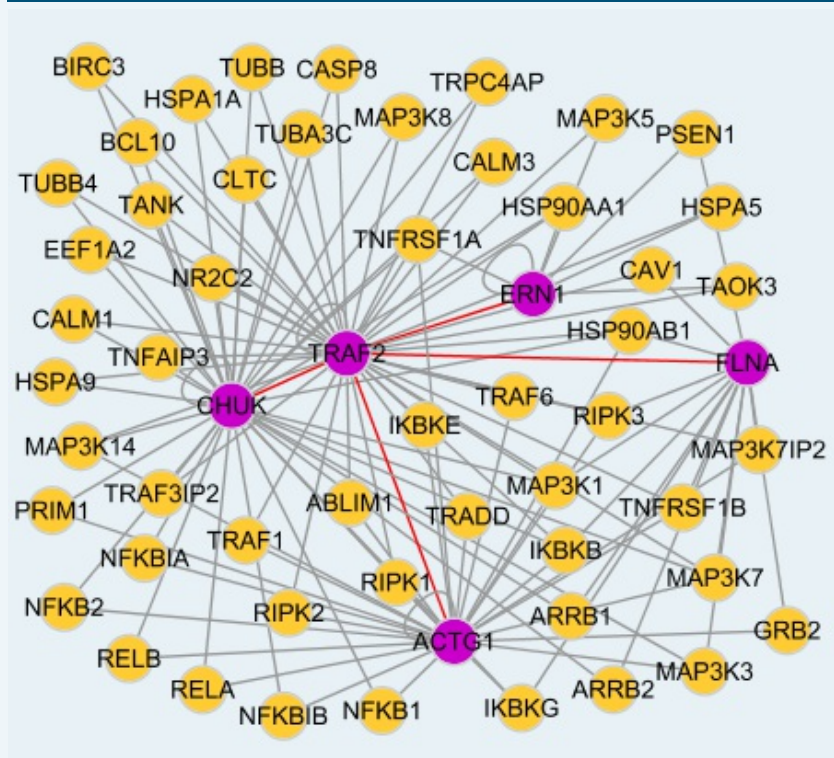 BIRC3
TUBB
CASP8
TRPC4AP
HSPA1A
MAP3K8
MAP3K5
PSEN1
BCL10
TUBA3C
CALM3
TUBB4
TANK
CLTC
HSP90AA1
HSPA5
EEF1A2
NR2C2
TNFRSF1A
CAV1
TAOK3
ERN1
CALM1
TNFAIP3
TRAF2
HSP90AB1
FLNA
HSPA9
CHUK
TRAF6
RIPK3
IKBKE
MAP3K14
MAP3K7IP2
PRIM1
TRAF3IP2
ABLIM1
TRADD
MAP3K1
TNFRSF1B
NFKBIA
TRAF1
IKBKB
RIPK1
MAP3K7
NFKB2
RIPK2
ARRB1
GRB2
ACTG1
RELB
RELA
MAP3K3
NFKBIB
NFKB1
IKBKG
ARRB2